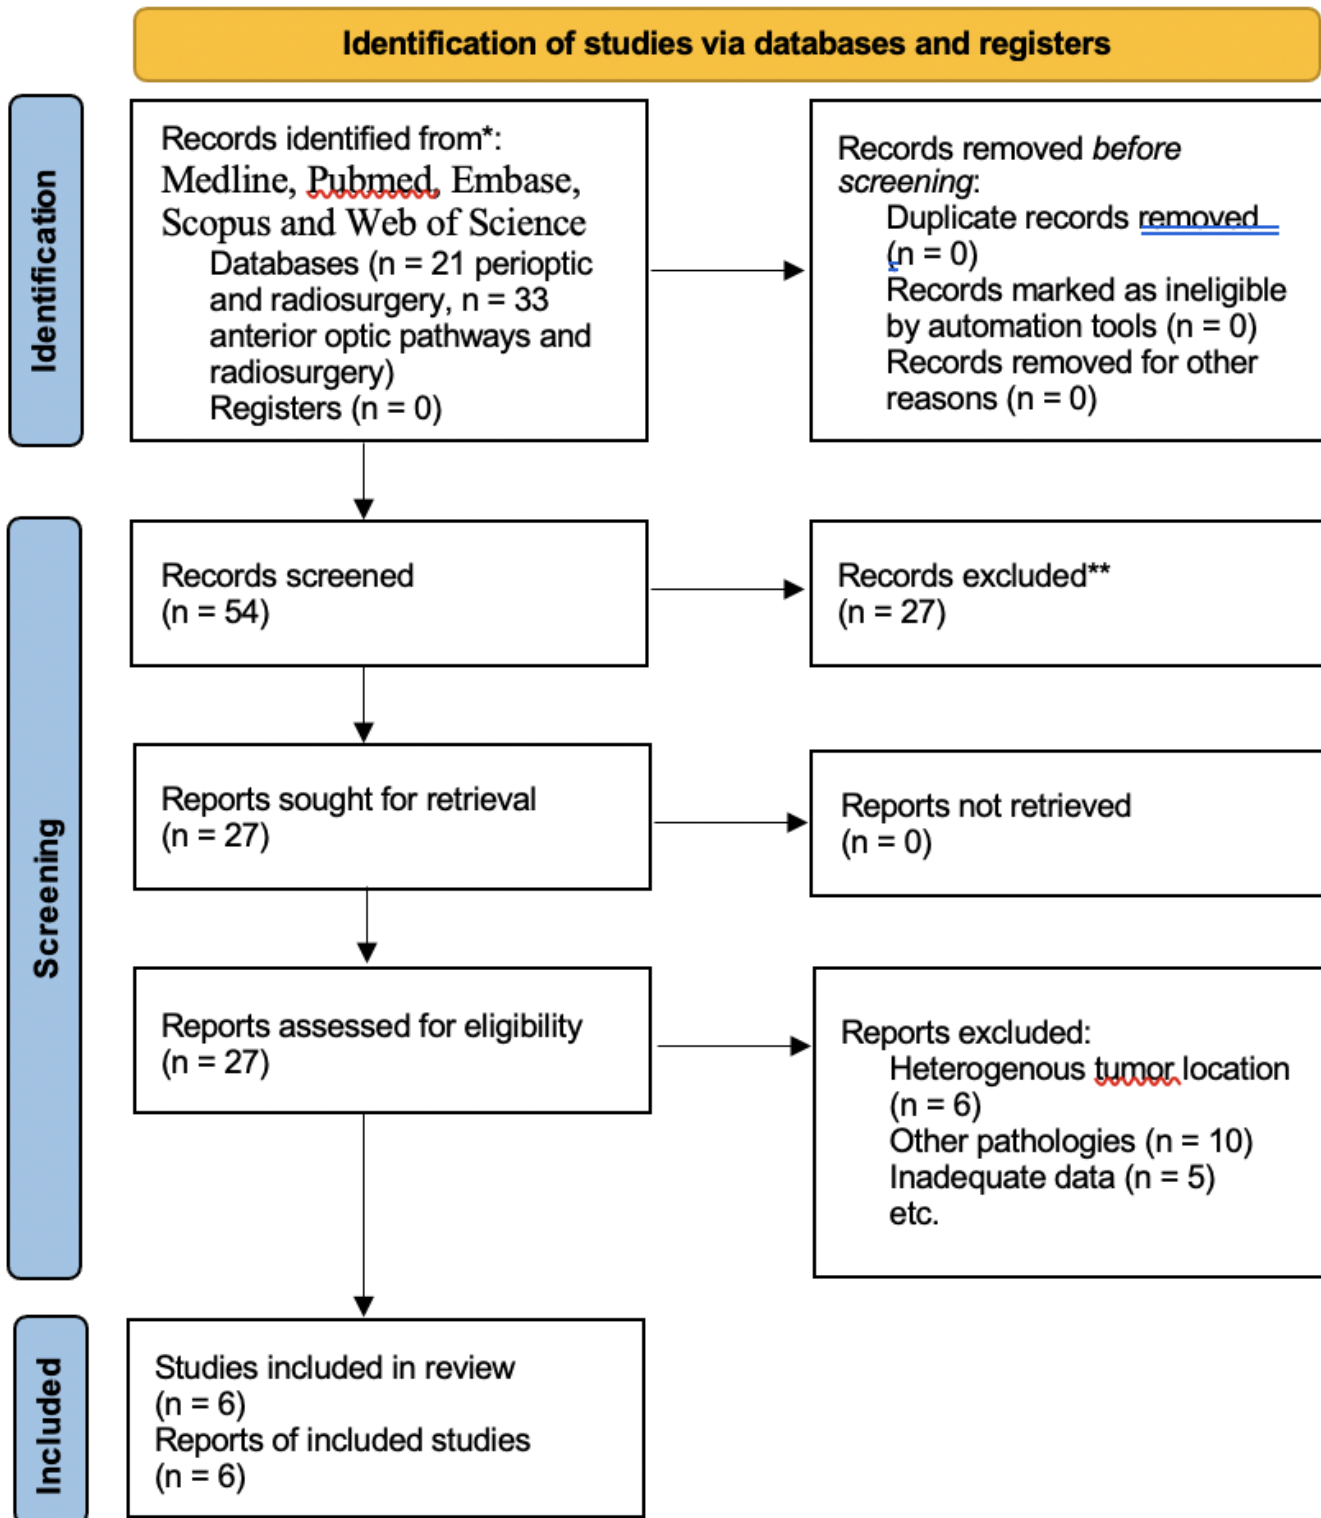 Identification of studies via databases and registers
Identification
Records identified from*:
Medline, Pubmed, Embase,
Scopus and Web of Science
Databases (n = 21 perioptic
and radiosurgery, n = 33
anterior optic pathways and
radiosurgery)
Registers (n = 0)
Records removed before
screening:
Duplicate records removed
(n = 0)
Records marked as ineligible
by automation tools (n = 0)
Records removed for other
reasons (n = 0)
Screening
Records screened
(n = 54)
Records excluded**
(n = 27)
Reports sought for retrieval
(n = 27)
Reports not retrieved
(n = 0)
Reports assessed for eligibility
(n = 27)
Reports excluded:
Heterogenous tumor location
(n = 6)
Other pathologies (n = 10)
Inadequate data (n = 5)
etc.
Included
Studies included in review
(n = 6)
Reports of included studies
(n = 6)